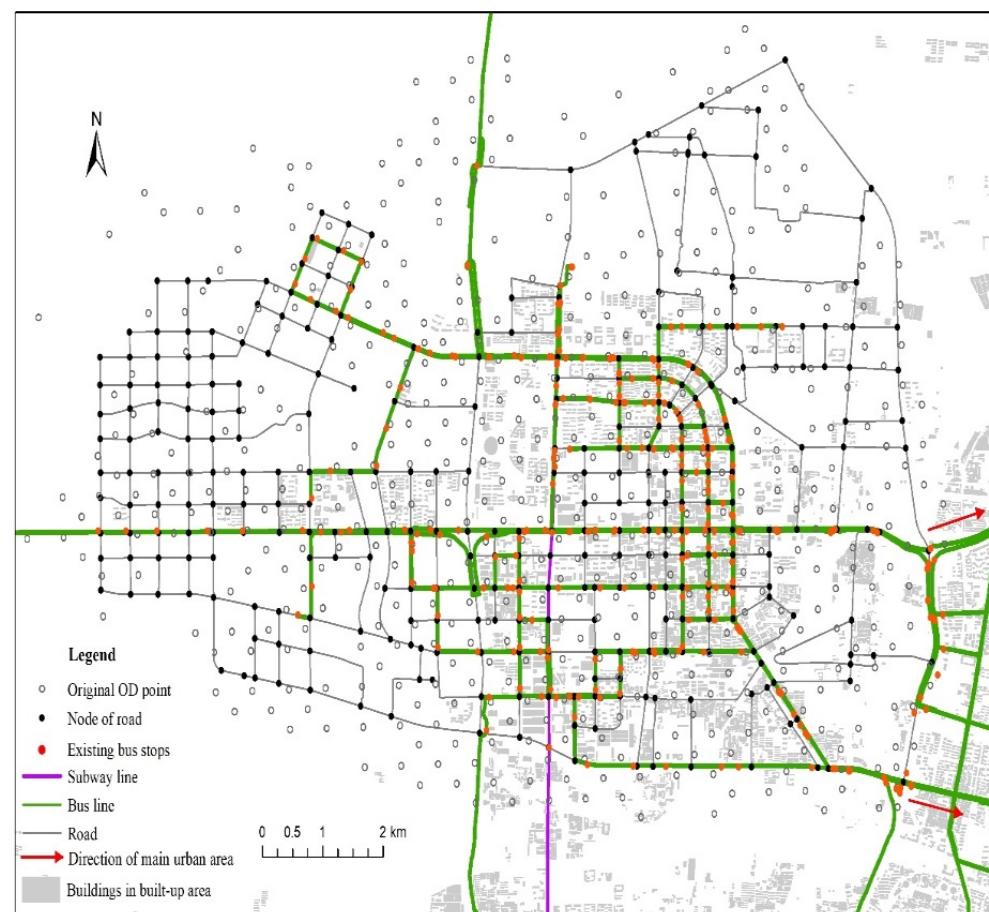 N
Legend
Original OD point
Node of road
Existing bus stops
Subway line
Bus line
Road
Direction of main urban area
Buildings in built-up area
0 0.5 1 2 km